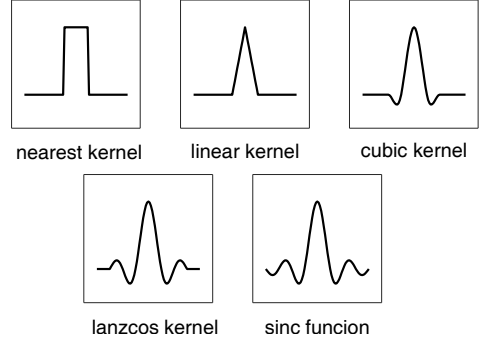 nearest kernel
linear kernel
cubic kernel
lanzcos kernel
sinc funcion